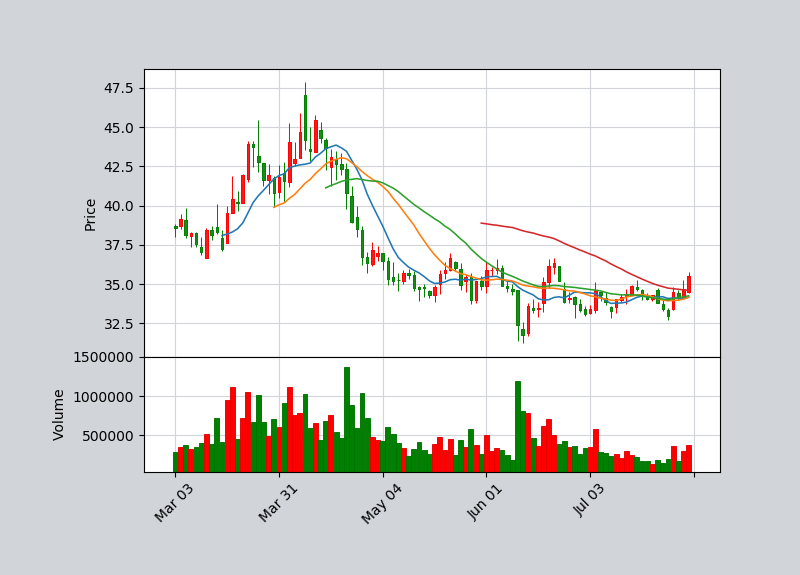 47.5
45.0
42.5
40.0
37.5
35.0
32.5
Price
1500000
1000000
500000
Volume
Mar 03
Mar 31
May 04
Jun 01
Jul 03